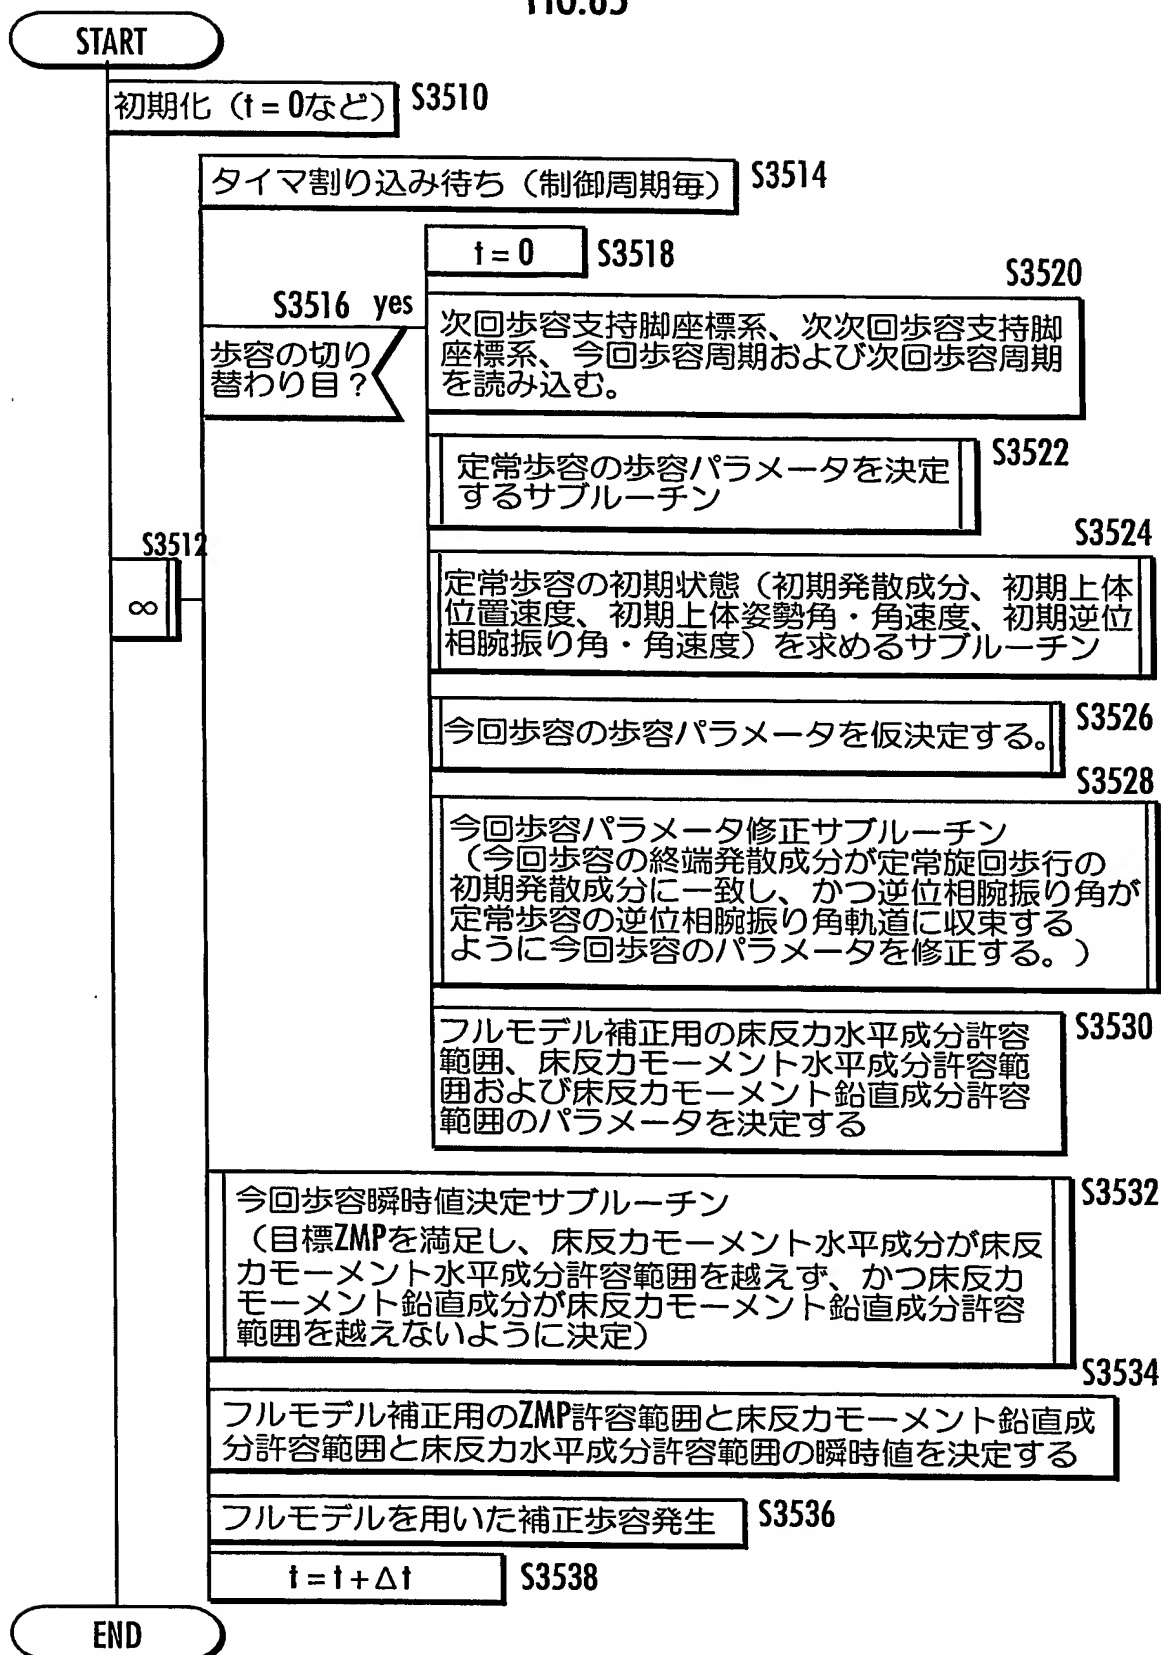 START
初期化（t = 0など） S3510
タイマ割り込み待ち（制御周期毎） S3514
t = 0 S3518
S3520
S3516 yes
歩容の切り
替わり目？
次回歩容支持脚座標系、次次回歩容支持脚
座標系、今回歩容周期および次回歩容周期
を読み込む。
S3522
定常歩容の歩容パラメータを決定
するサブルーチン
S3524
S3512
∞
定常歩容の初期状態（初期発散成分、初期上体
位置速度、初期上体姿勢角・角速度、初期逆位
相腕振り角・角速度）を求めるサブルーチン
今回歩容の歩容パラメータを仮決定する。 S3526
S3528
今回歩容パラメータ修正サブルーチン
（今回歩容の終端発散成分が定常旋回歩行の
初期発散成分に一致し、かつ逆位相腕振り角が
定常歩容の逆位相腕振り角軌道に収束する
ように今回歩容のパラメータを修正する。）
S3530
フルモデル補正用の床反力水平成分許容
範囲、床反力モーメント水平成分許容範
囲および床反力モーメント鉛直成分許容
範囲のパラメータを決定する
S3532
今回歩容瞬時値決定サブルーチン
（目標ZMPを満足し、床反力モーメント水平成分が床反
力モーメント水平成分許容範囲を越えず、かつ床反力
モーメント鉛直成分が床反力モーメント鉛直成分許容
範囲を越えないように決定）
S3534
フルモデル補正用のZMP許容範囲と床反力モーメント鉛直成
分許容範囲と床反力水平成分許容範囲の瞬時値を決定する
フルモデルを用いた補正歩容発生 S3536
t = t + Δt S3538
END